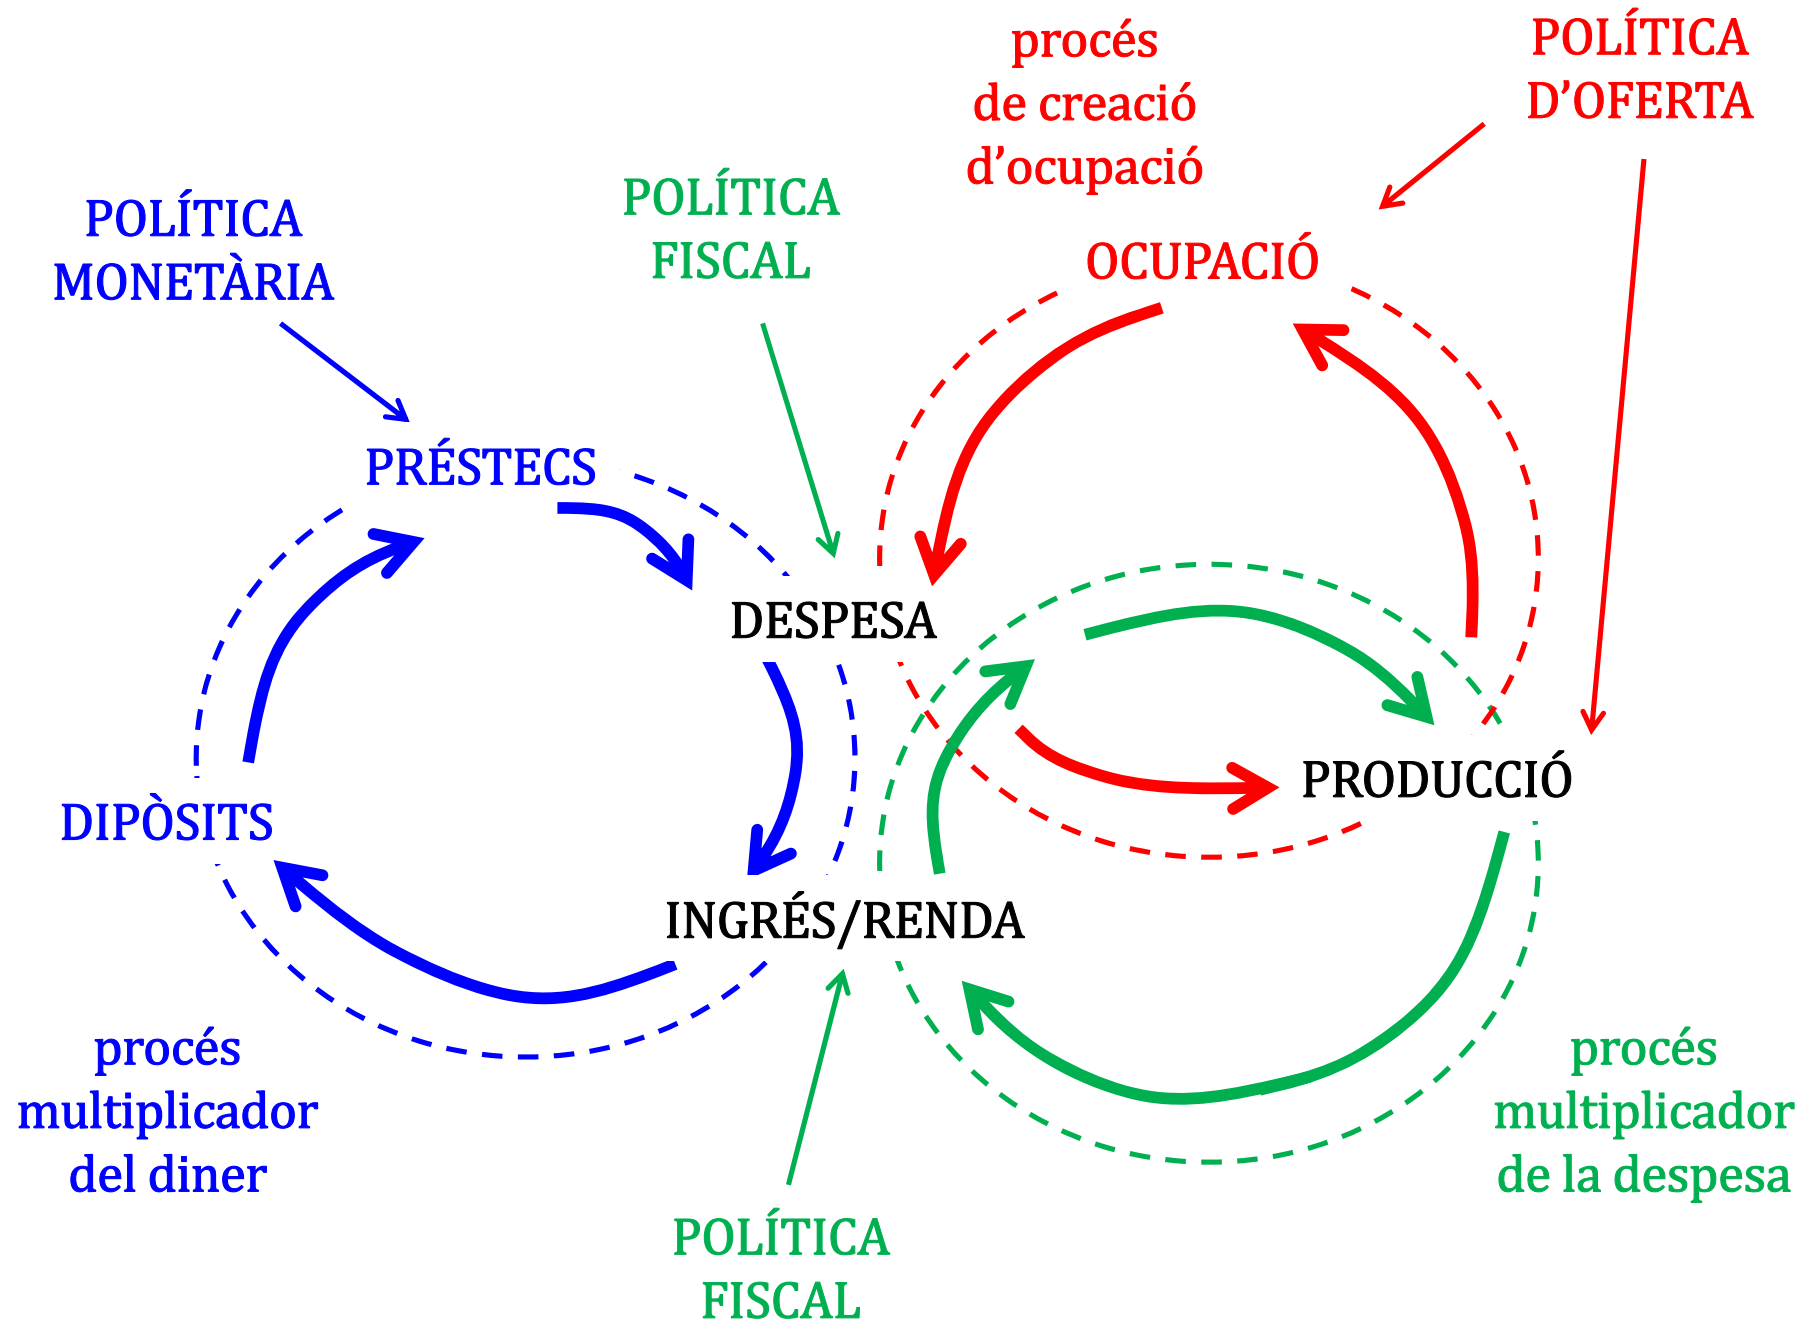 procés
de creació
d’ocupació
POLÍTICA
D’OFERTA
POLÍTICA
MONETÀRIA
POLÍTICA
FISCAL
OCUPACIÓ
PRÉSTECS
DESPESA
PRODUCCIÓ
DIPÒSITS
INGRÉS/RENDA
procés
multiplicador
del diner
procés
multiplicador
de la despesa
POLÍTICA
FISCAL